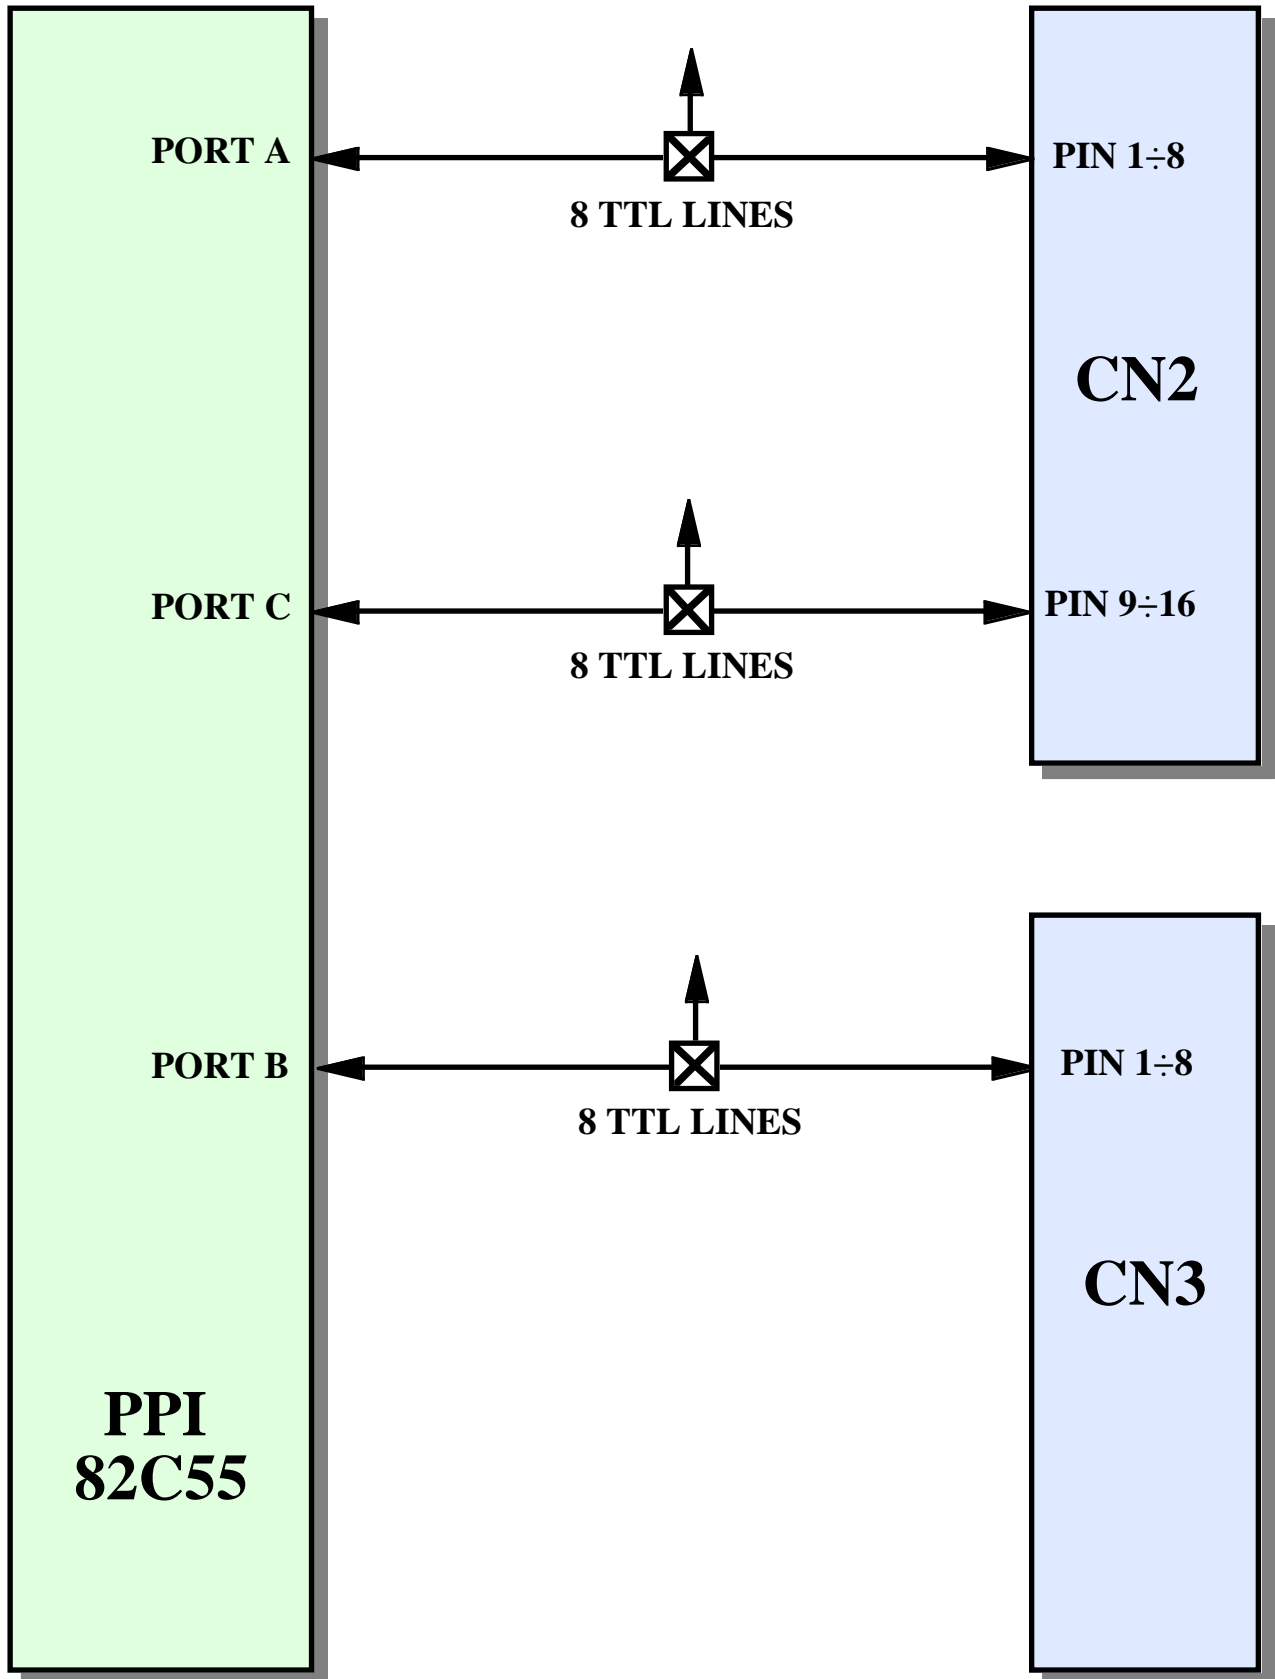 PORT A
8 TTL LINES
PIN 1÷8
CN2
PORT C
8 TTL LINES
PIN 9÷16
PORT B
8 TTL LINES
PIN 1÷8
CN3
PPI
82C55